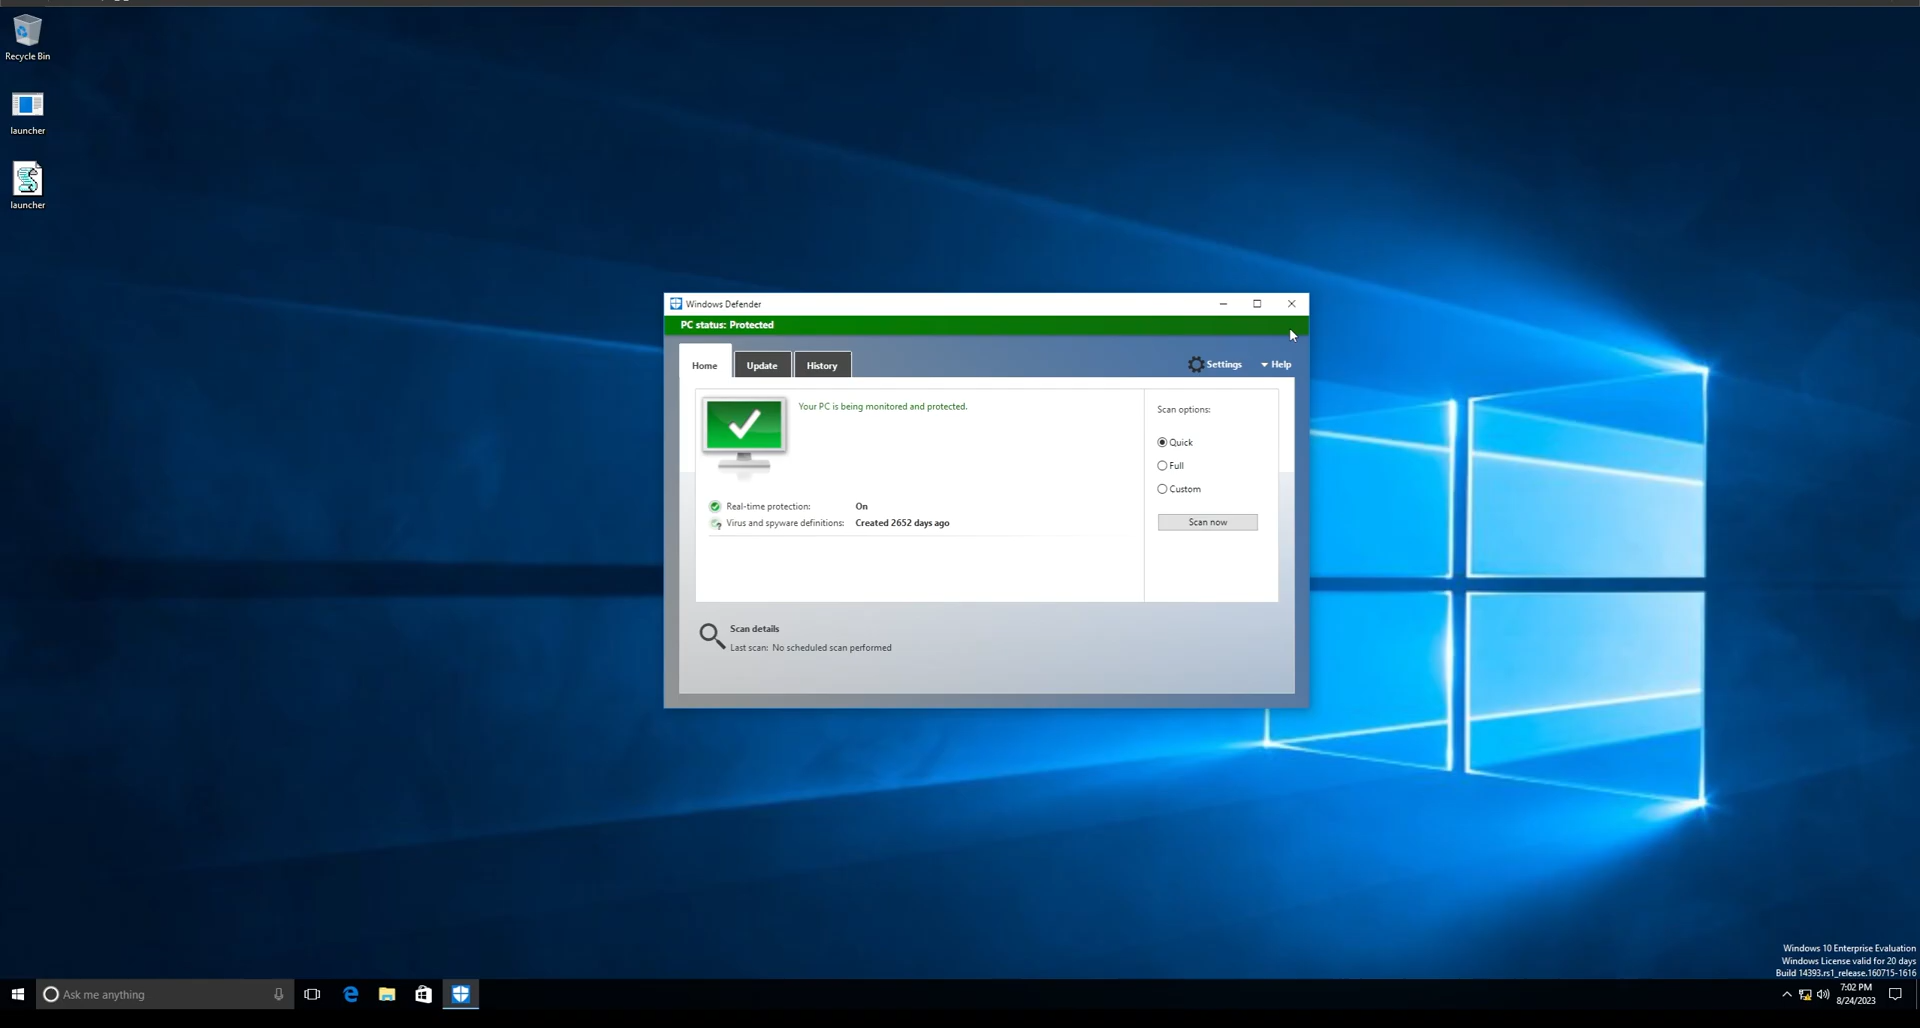 Recycle Bin
launcher
launcher
Windows Defender
PC status: Protected
Home
Update
History
Settings
Help
Your PC is being monitored and protected.
Real-time protection: On
Virus and spyware definitions: Created 2652 days ago
Scan options:
Quick
Full
Custom
Scan now
Scan details
Last scan: No scheduled scan performed
Windows 10 Enterprise Evaluation
Windows License valid for 20 days
Build 14393.rs1_release.160715-1616
Ask me anything
7:02 PM
8/24/2023